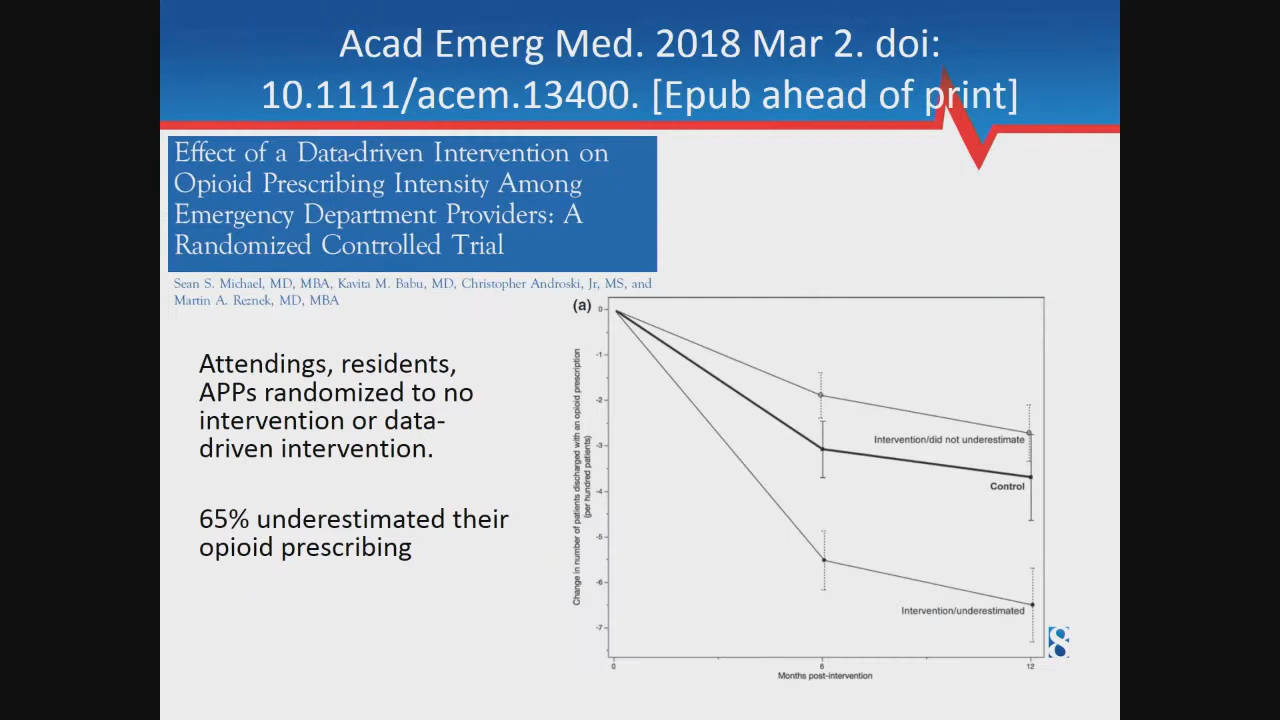 Acad Emerg Med. 2018 Mar 2. doi:
10.1111/acem.13400. [Epub ahead of print]
Effect of a Data-driven Intervention on
Opioid Prescribing Intensity Among
Emergency Department Providers: A
Randomized Controlled Trial
Sean S. Michael, MD, MBA, Kavita M. Babu, MD, Christopher Androski, Jr, MS, and
Martin A. Reznek, MD, MBA
Attendings, residents,
APPs randomized to no
intervention or data-
driven intervention.
65% underestimated their
opioid prescribing
(a)
Change in number of patients discharged with an opioid prescription
(per hundred patients)
0
-1
-2
-3
-4
-5
-6
-7
Intervention/did not underestimate
Control
Intervention/underestimated
0
6
12
Months post-intervention
8